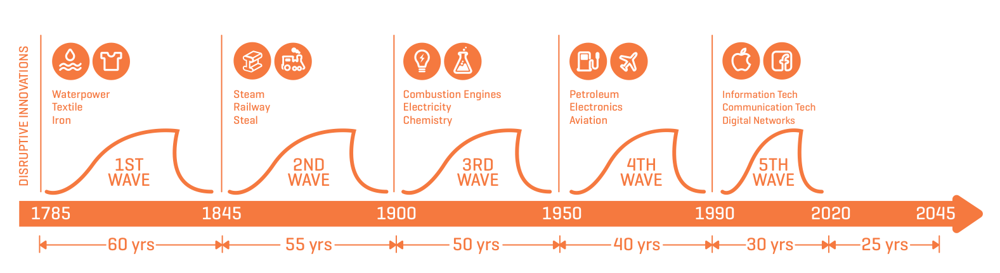 DISRUPTIVE INNOVATIONS
Waterpower
Textile
Iron
1ST
WAVE
Steam
Railway
Steal
2ND
WAVE
Combustion Engines
Electricity
Chemistry
3RD
WAVE
Petroleum
Electronics
Aviation
4TH
WAVE
Information Tech
Communication Tech
Digital Networks
5TH
WAVE
1785 1845 1900 1950 1990 2020 2045
60 yrs 55 yrs 50 yrs 40 yrs 30 yrs 25 yrs